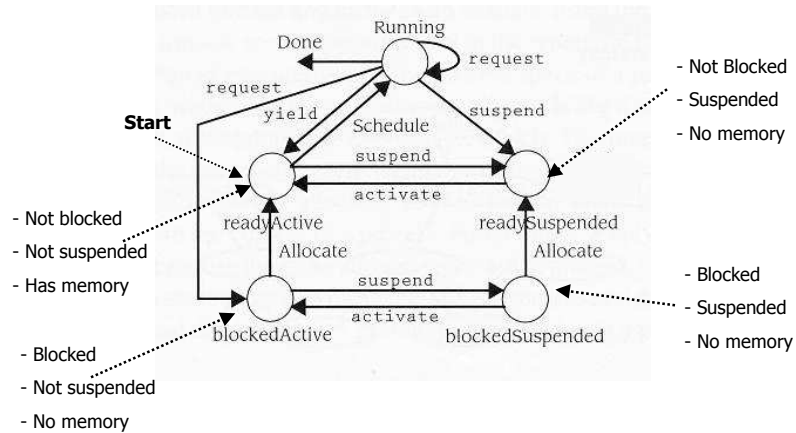 Running
Done
request
request
- Not Blocked
- Suspended
- No memory
yield
suspend
Start
Schedule
suspend
activate
- Not blocked
- Not suspended
- Has memory
readyActive
readySuspended
Allocate
Allocate
suspend
activate
- Blocked
- Suspended
- No memory
blockedActive
blockedSuspended
- Blocked
- Not suspended
- No memory